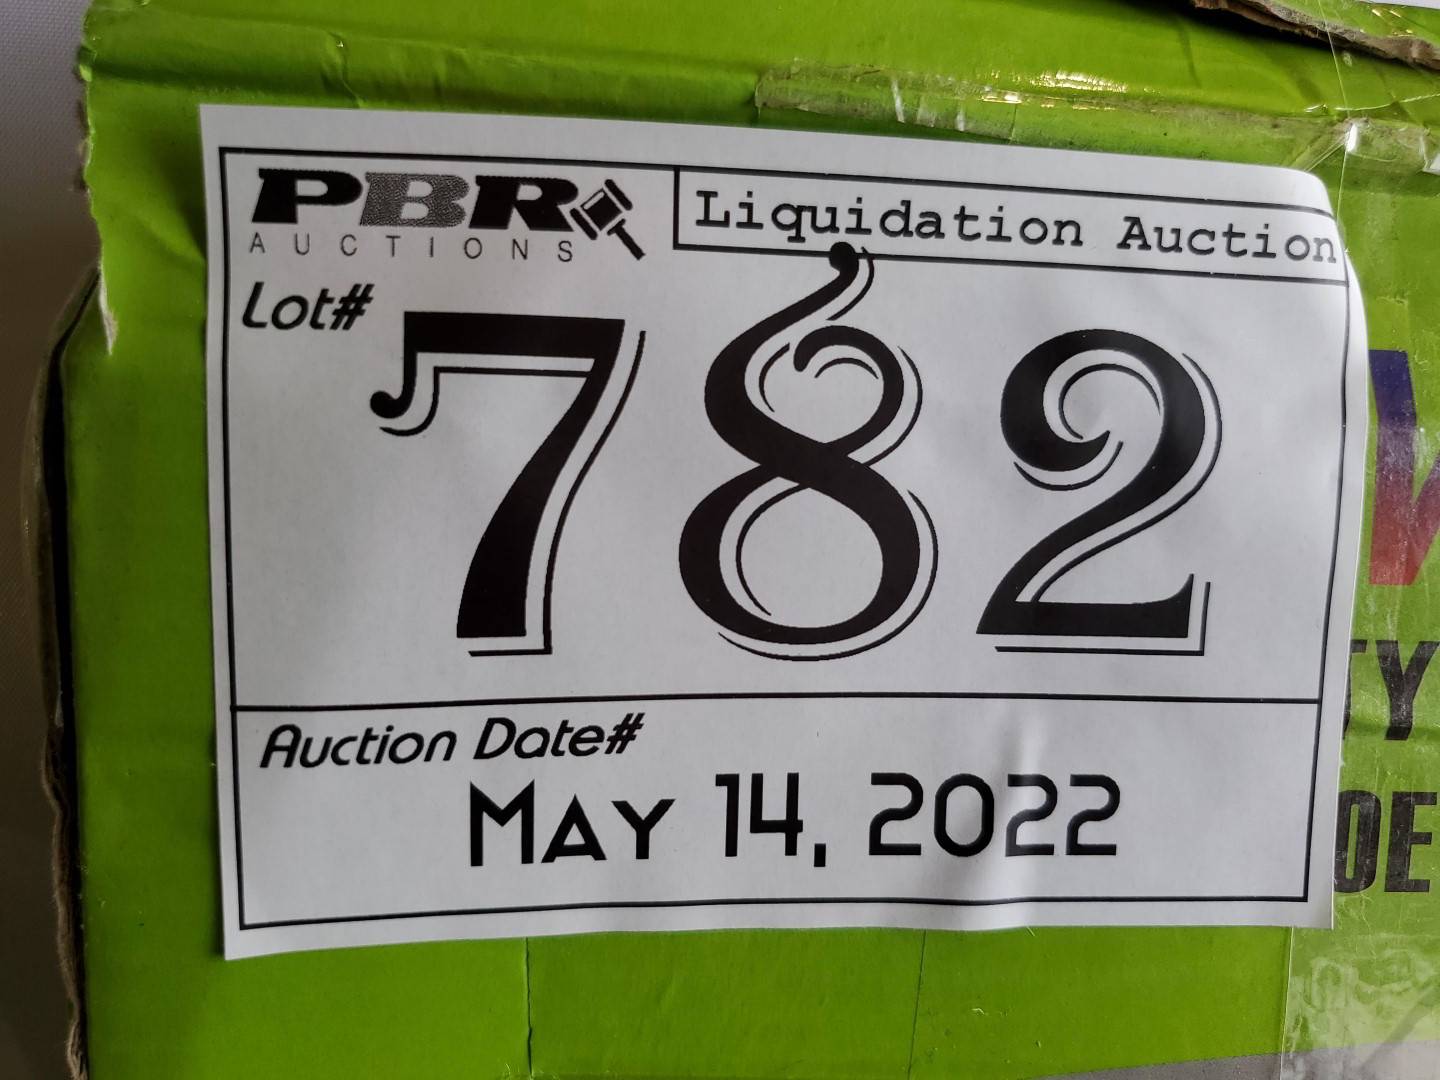 PBR
AUCTIONS
Liquidation Auction
Lot#
782
Auction Date#
May 14, 2022